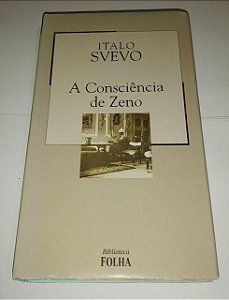 ITALO
SVEVO
A Consciência
de Zeno
Biblioteca
FOLHA